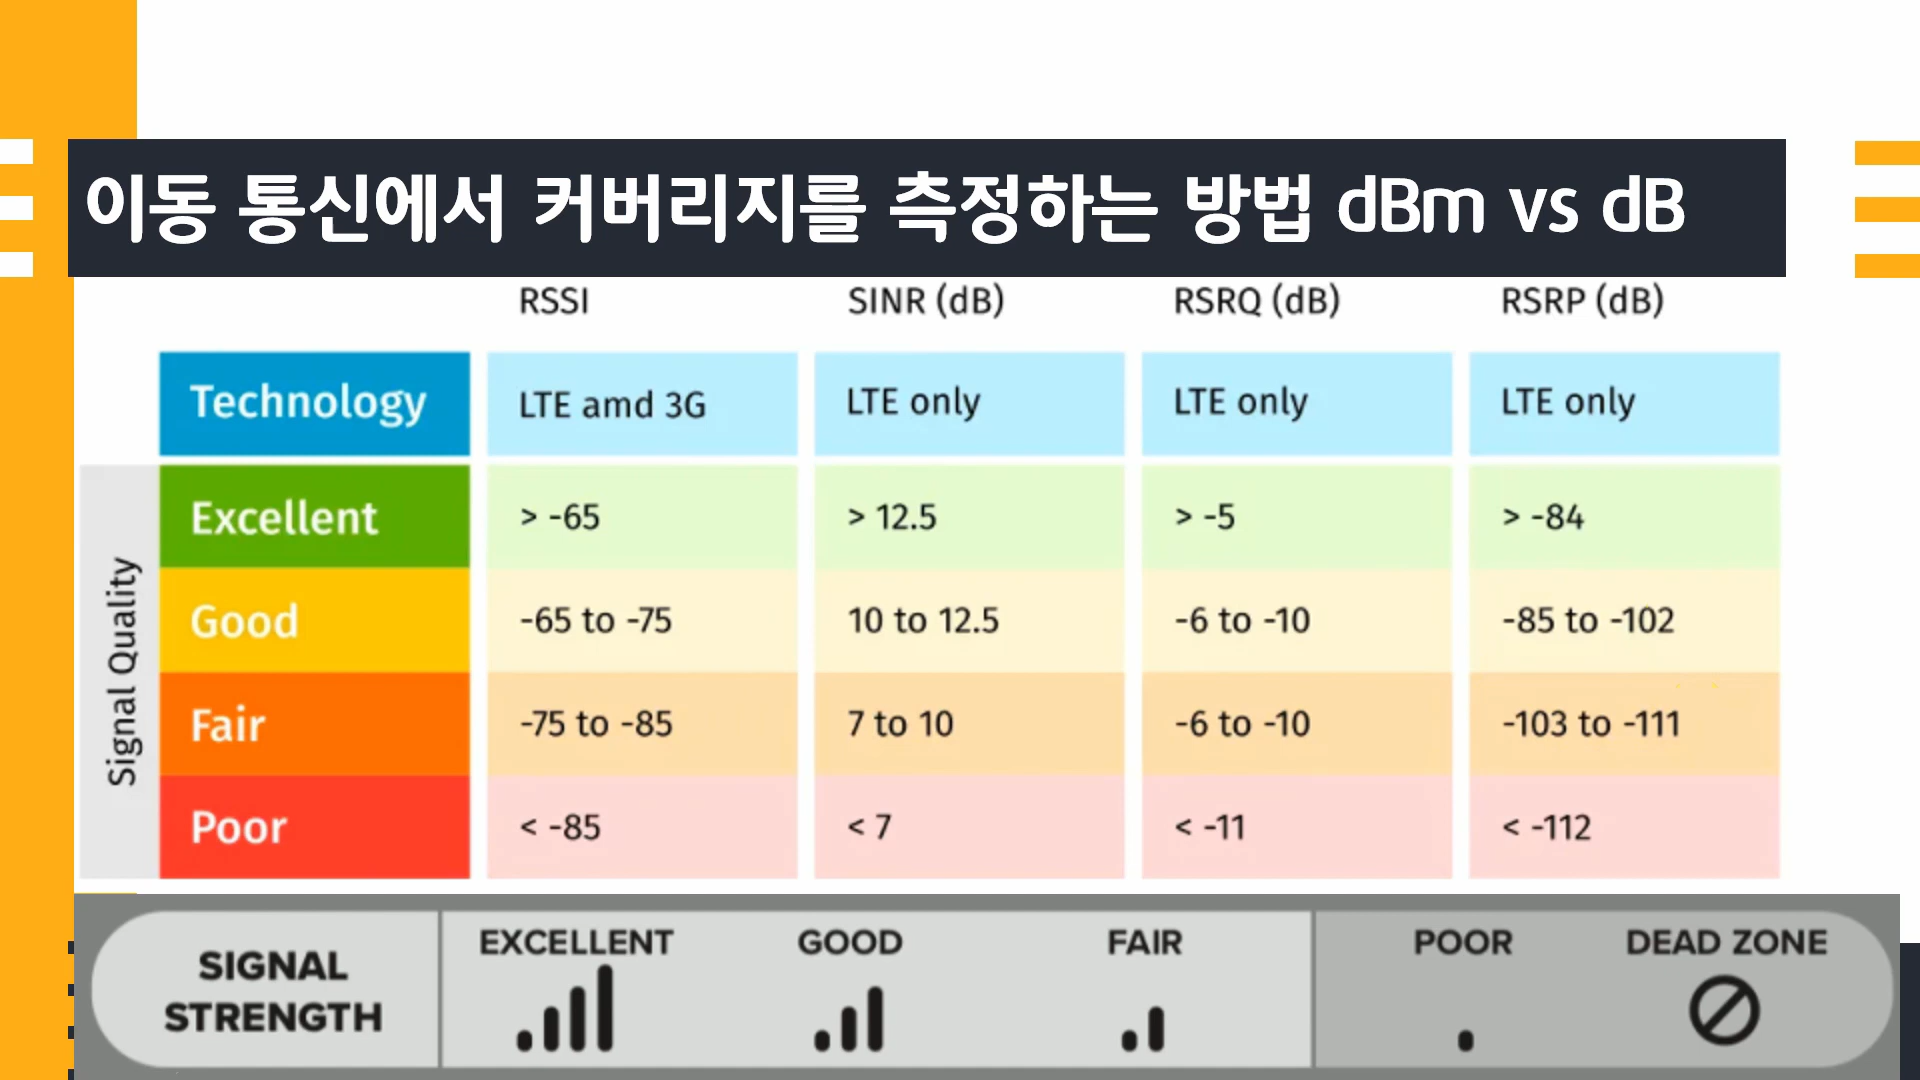 이동 통신에서 커버리지를 측정하는 방법 dBm vs dB
RSSI SINR (dB) RSRQ (dB) RSRP (dB)
Technology LTE amd 3G LTE only LTE only LTE only
Signal Quality
Excellent > -65 > 12.5 > -5 > -84
Good -65 to -75 10 to 12.5 -6 to -10 -85 to -102
Fair -75 to -85 7 to 10 -6 to -10 -103 to -111
Poor < -85 < 7 < -11 < -112
SIGNAL STRENGTH
EXCELLENT GOOD FAIR POOR DEAD ZONE